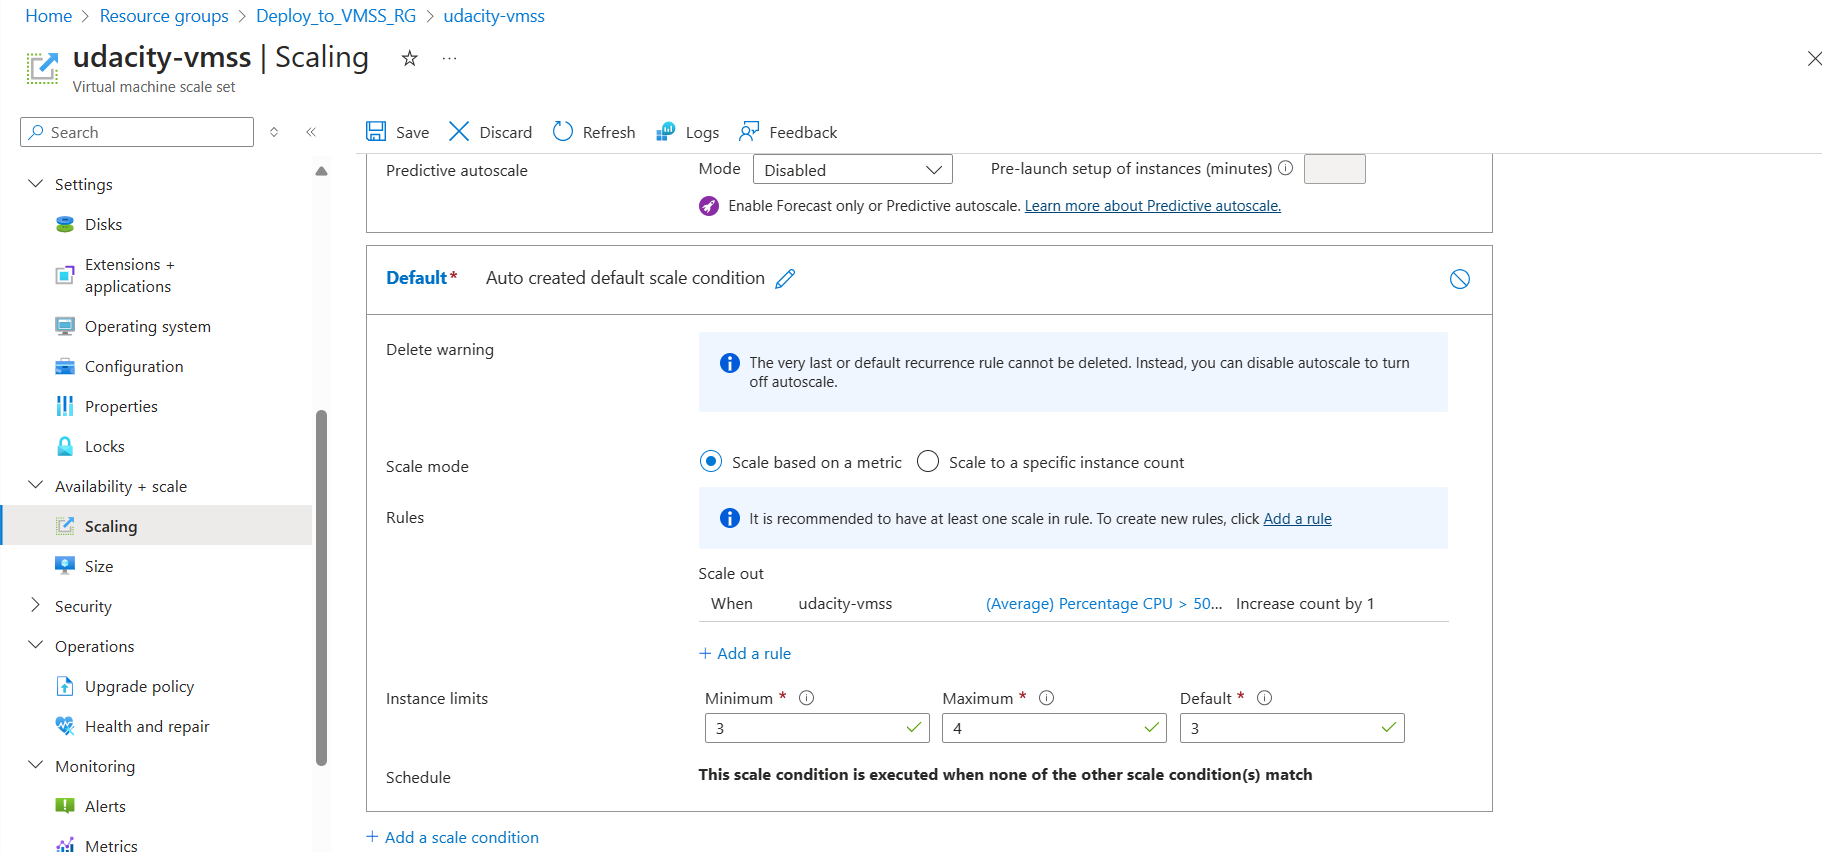 Home > Resource groups > Deploy_to_VMSS_RG > udacity-vmss
udacity-vmss | Scaling
Virtual machine scale set
Search
Save Discard Refresh Logs Feedback
Settings
Disks
Extensions +
applications
Operating system
Configuration
Properties
Locks
Availability + scale
Scaling
Size
Security
Operations
Upgrade policy
Health and repair
Monitoring
Alerts
Metrics
Predictive autoscale
Mode Disabled Pre-launch setup of instances (minutes)
Enable Forecast only or Predictive autoscale. Learn more about Predictive autoscale.
Default* Auto created default scale condition
Delete warning
The very last or default recurrence rule cannot be deleted. Instead, you can disable autoscale to turn
off autoscale.
Scale mode
Scale based on a metric Scale to a specific instance count
Rules
It is recommended to have at least one scale in rule. To create new rules, click Add a rule
Scale out
When udacity-vmss (Average) Percentage CPU > 50... Increase count by 1
+ Add a rule
Instance limits
Minimum * Maximum * Default *
3 4 3
Schedule
This scale condition is executed when none of the other scale condition(s) match
+ Add a scale condition